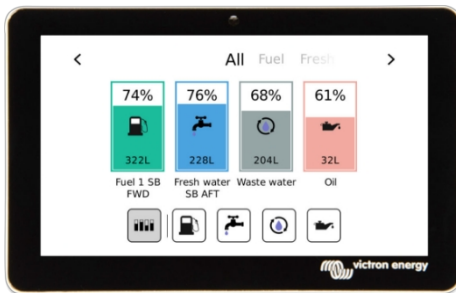 All Fuel Fresh
74% 76% 68% 61%
322L 228L 204L 32L
Fuel 1 SB Fresh water Waste water Oil
FWD SB AFT
victron energy